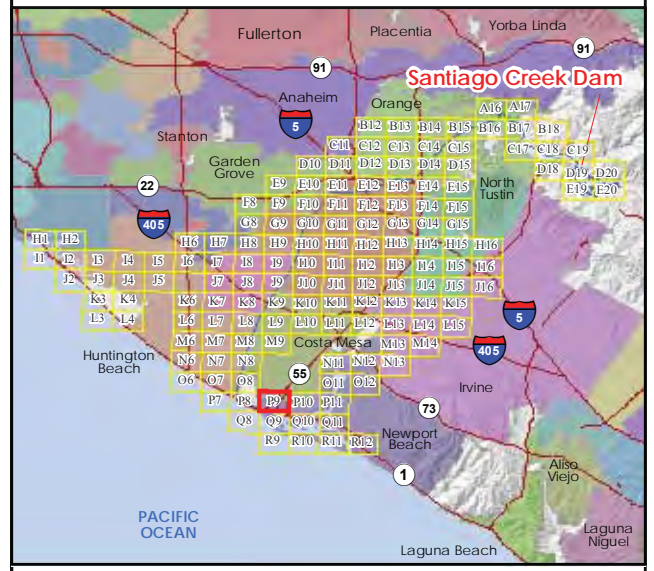 Yorba Linda
Placentia
Fullerton
91
91
Santiago Creek Dam
Anaheim
Orange
A16 A17
5
B12 B13 B14 B15 B16 B17 B18
Stanton
C11 C12 C13 C14 C15 C17 C18 C19
Garden
Grove
D10 D11 D12 D13 D14 D15 D18 D19 D20
22
E9 E10 E11 E12 E13 E14 E15 E19 E20
North
Tustin
F8 F9 F10 F11 F12 F13 F14 F15
405
G8 G9 G10 G11 G12 G13 G14 G15
H1 H2 H6 H7 H8 H9 H10 H11 H12 H13 H14 H15 H16
I1 I2 I3 I4 I5 I6 I7 I8 I9 I10 I11 I12 I13 I14 I15 I16
J2 J3 J4 J5 J7 J8 J9 J10 J11 J12 J13 J14 J15 J16
K3 K4 K6 K7 K8 K9 K10 K11 K12 K13 K14 K15
5
L3 L4 L6 L7 L8 L9 L10 L11 L12 L13 L14 L15
M6 M7 M8 M9 Costa Mesa M13 M14
405
Huntington
Beach
N6 N7 N8 N11 N12 N13
55
O6 O7 O8 O11 O12
Irvine
P7 P8 P9 P10 P11
73
Q8 Q9 Q10 Q11
Newport
Beach
R9 R10 R11 R12
1
Aliso
Viejo
PACIFIC
OCEAN
Laguna
Niguel
Laguna Beach